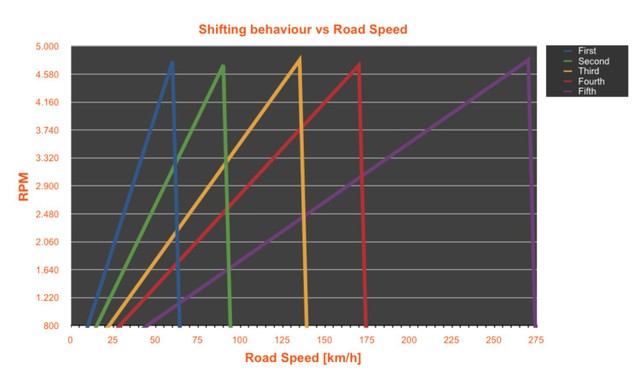 Shifting behaviour vs Road Speed
5.000
4.580
4.160
3.740
3.320
2.900
2.480
2.060
1.640
1.220
800
RPM
0 25 50 75 100 125 150 175 200 225 250 275
Road Speed [km/h]
First
Second
Third
Fourth
Fifth